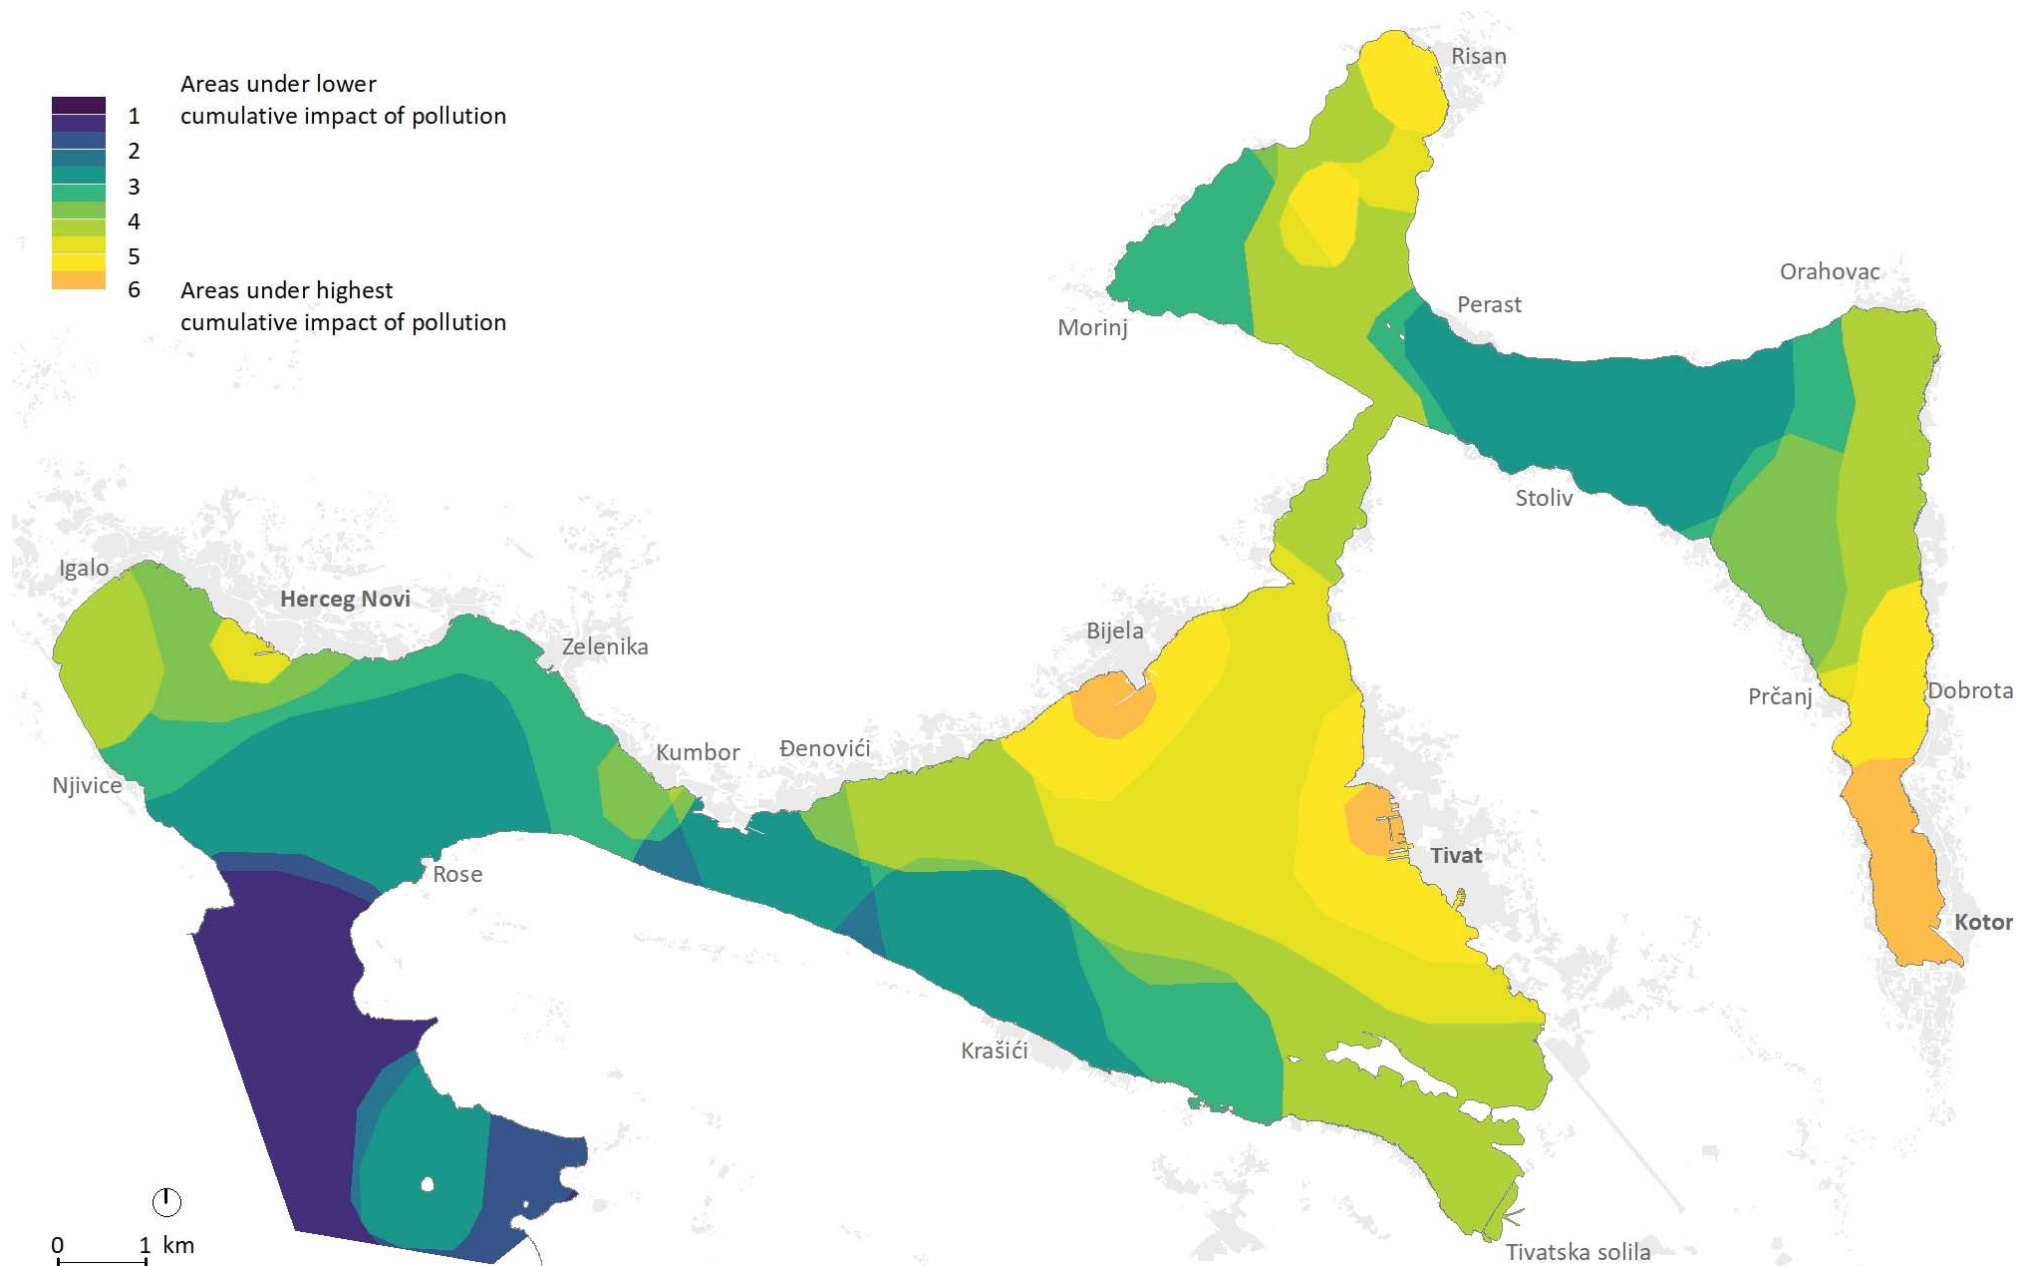 Areas under lower
cumulative impact of pollution
1
2
3
4
5
6
Areas under highest
cumulative impact of pollution
Risan
Orahovac
Perast
Morinj
Stoliv
Igalo
Herceg Novi
Zelenika
Bijela
Prčanj
Dobrota
Kumbor
Đenovići
Njivice
Tivat
Rose
Kotor
Krašići
Tivatska solila
0 1 km